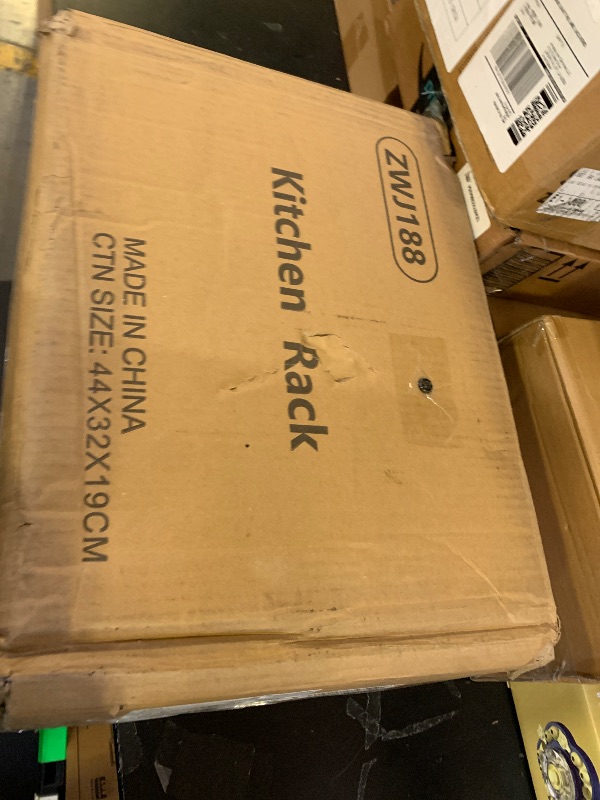 ZWJ188
Kitchen Rack
MADE IN CHINA
CTN SIZE: 44X32X19CM